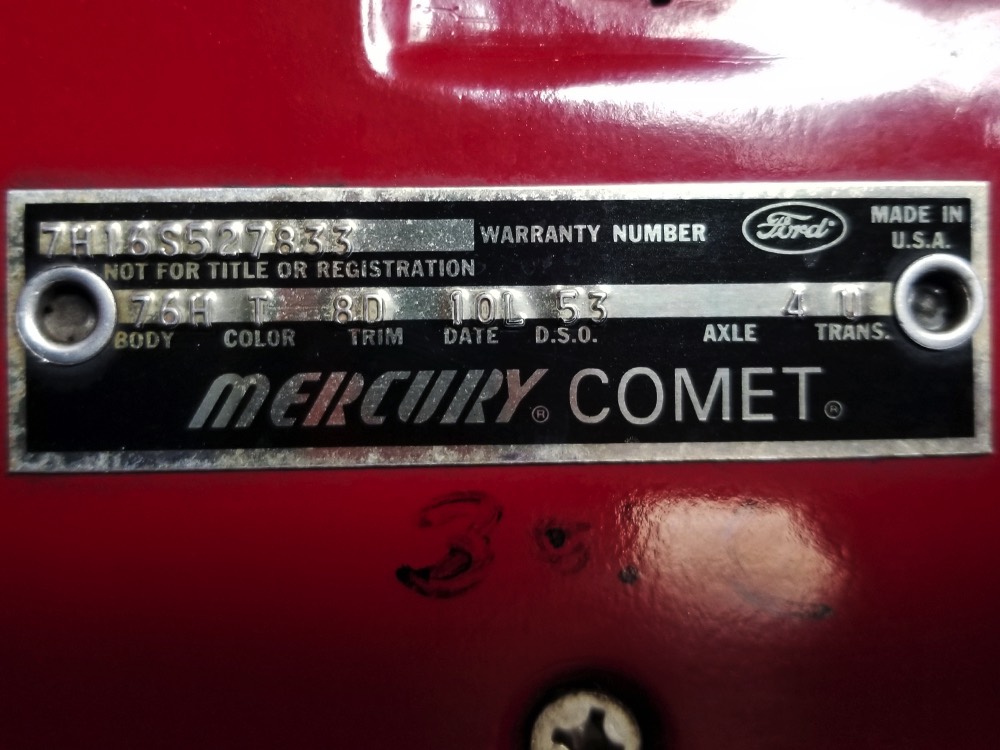 7H16S527833 WARRANTY NUMBER Ford® MADE IN
U.S.A.
NOT FOR TITLE OR REGISTRATION
76H T 8D 10L 53 4 U
BODY COLOR TRIM DATE D.S.O. AXLE TRANS.
MERCURY® COMET®
3